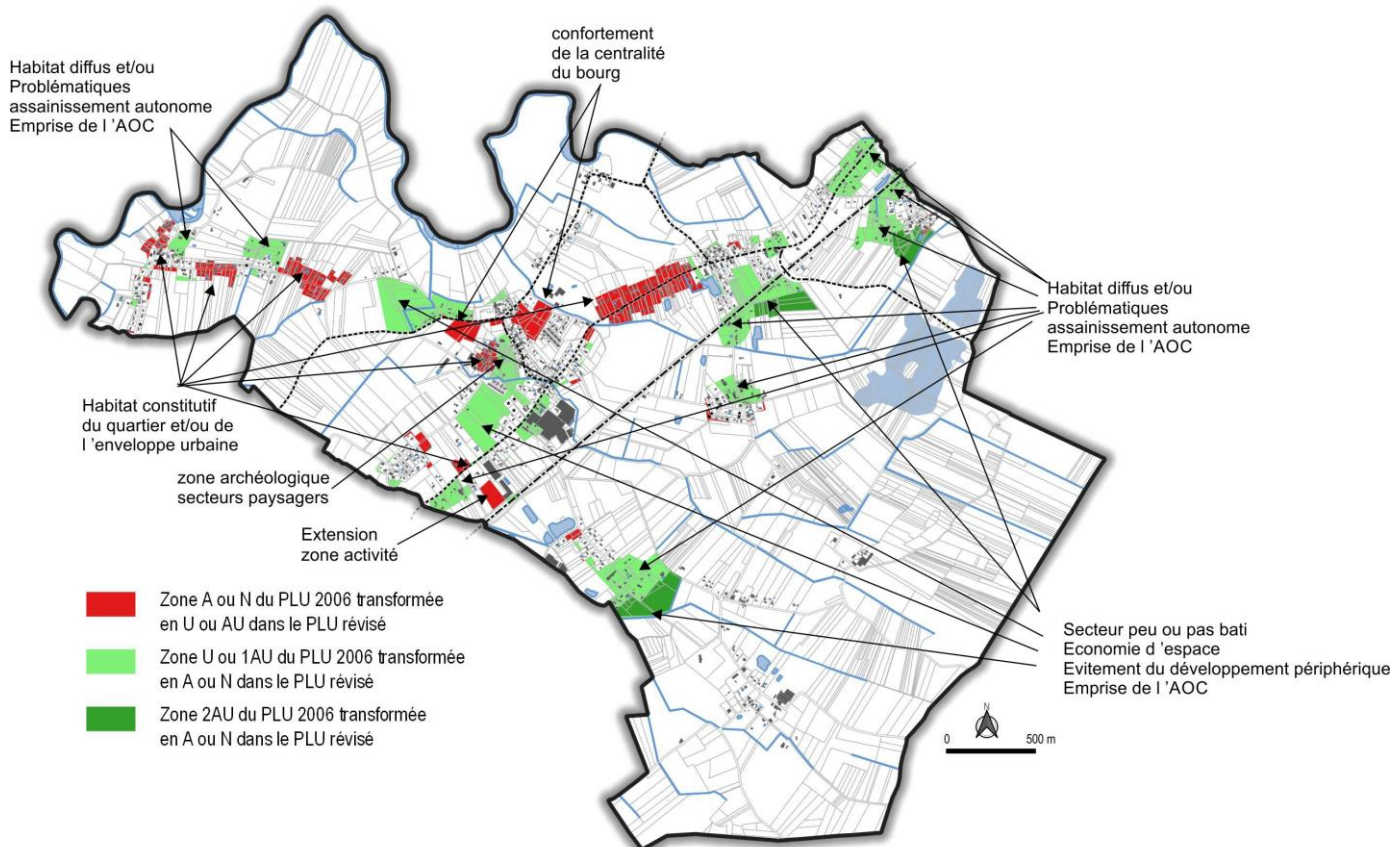 confortement
de la centralité
du bourg
Habitat diffus et/ou
Problématiques
assainissement autonome
Emprise de l 'AOC
Habitat diffus et/ou
Problématiques
assainissement autonome
Emprise de l 'AOC
Habitat constitutif
du quartier et/ou de
l 'enveloppe urbaine
zone archéologique
secteurs paysagers
Extension
zone activité
Zone A ou N du PLU 2006 transformée
en U ou AU dans le PLU révisé
Zone U ou 1AU du PLU 2006 transformée
en A ou N dans le PLU révisé
Zone 2AU du PLU 2006 transformée
en A ou N dans le PLU révisé
Secteur peu ou pas bati
Economie d 'espace
Evitement du développement périphérique
Emprise de l 'AOC
N
0 500 m